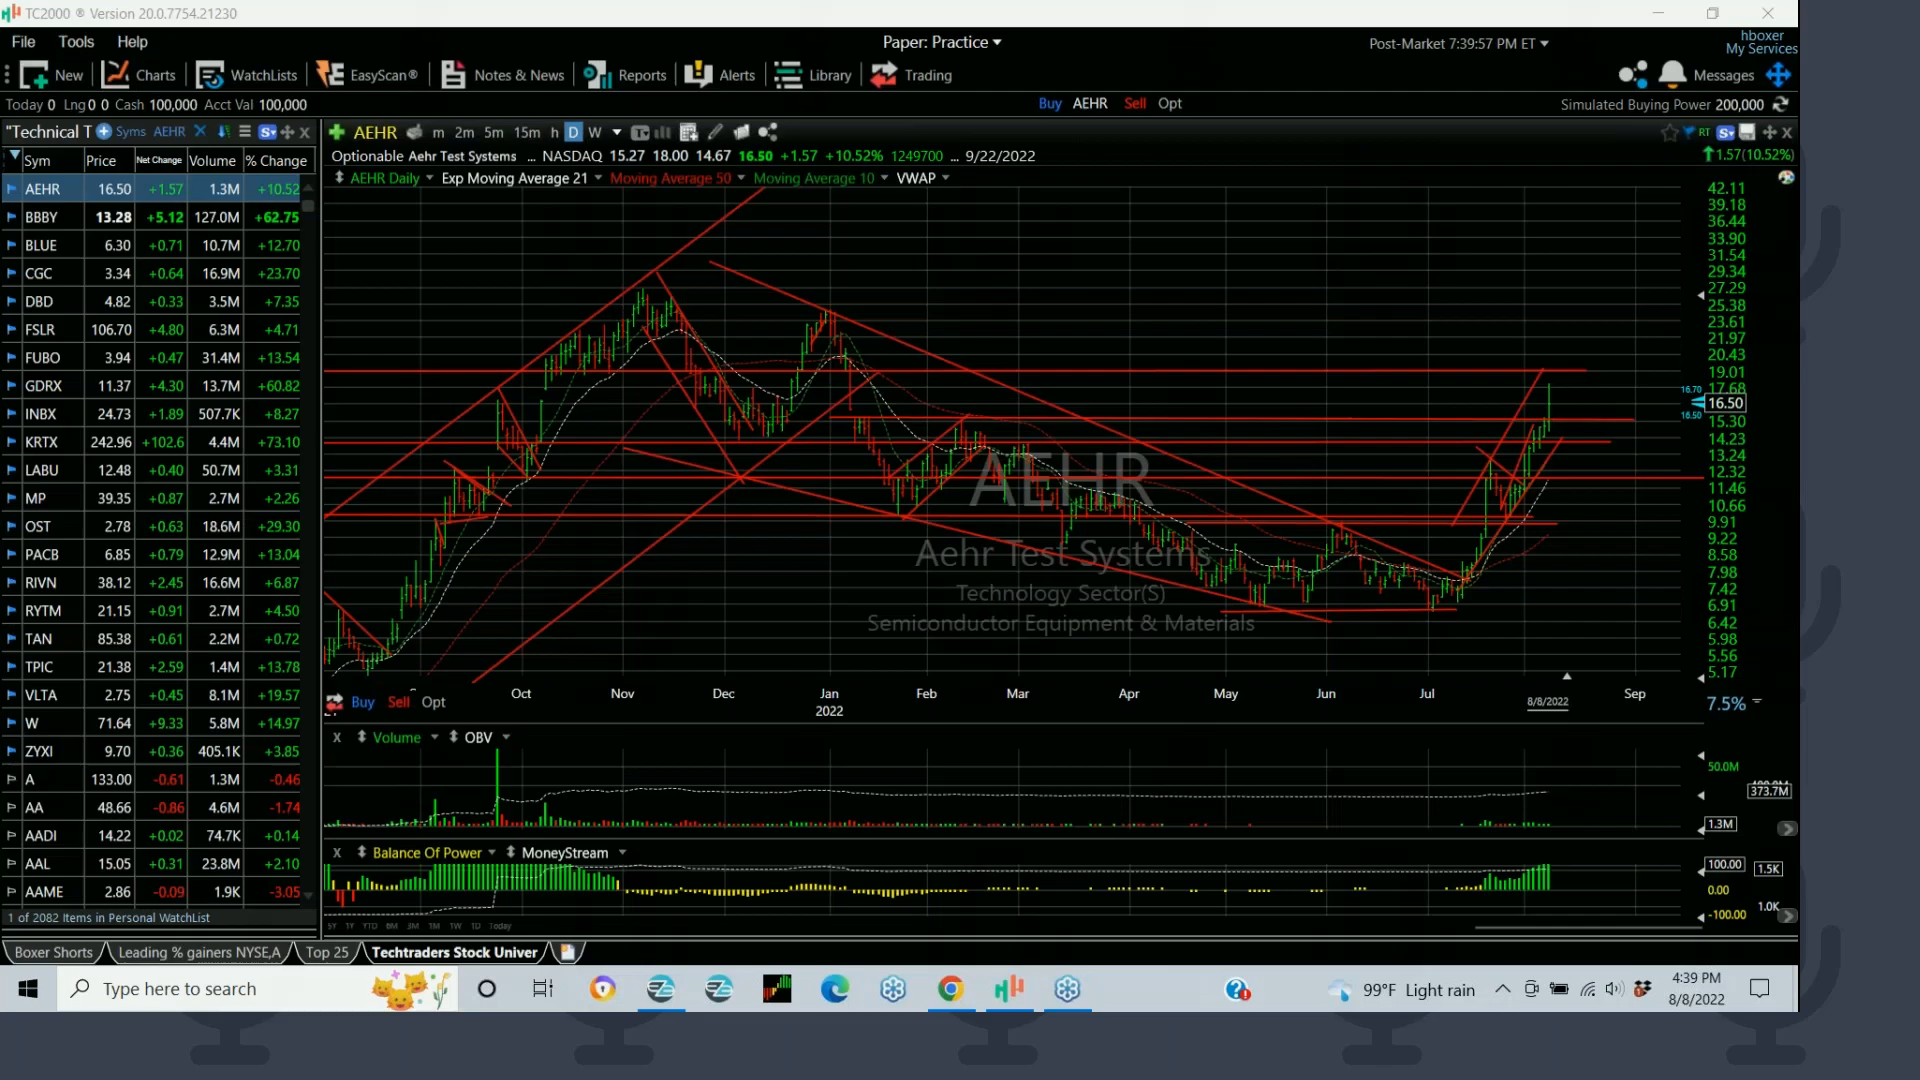 TC2000 ® Version 20.0.7754.21230
File Tools Help
Paper: Practice
Post-Market 7:39:57 PM ET
hboxer
My Services
New Charts WatchLists EasyScan® Notes & News Reports Alerts Library Trading
Messages
Today 0 Lng 0 0 Cash 100,000 Acct Val 100,000
Buy AEHR Sell Opt
Simulated Buying Power 200,000
"Technical T Syms AEHR
Sym Price Net Change Volume % Change
AEHR 16.50 +1.57 1.3M +10.52
BBBY 13.28 +5.12 127.0M +62.75
BLUE 6.30 +0.71 10.7M +12.70
CGC 3.34 +0.64 16.9M +23.70
DBD 4.82 +0.33 3.5M +7.35
FSLR 106.70 +4.80 6.3M +4.71
FUBO 3.94 +0.47 31.4M +13.54
GDRX 11.37 +4.30 13.7M +60.82
INBX 24.73 +1.89 507.7K +8.27
KRTX 242.96 +102.6 4.4M +73.10
LABU 12.48 +0.40 50.7M +3.31
MP 39.35 +0.87 2.7M +2.26
OST 2.78 +0.63 18.6M +29.30
PACB 6.85 +0.79 12.9M +13.04
RIVN 38.12 +2.45 16.6M +6.87
RYTM 21.15 +0.91 2.7M +4.50
TAN 85.38 +0.61 2.2M +0.72
TPIC 21.38 +2.59 1.4M +13.78
VLTA 2.75 +0.45 8.1M +19.57
W 71.64 +9.33 5.8M +14.97
ZYXI 9.70 +0.36 405.1K +3.85
A 133.00 -0.61 1.3M -0.46
AA 48.66 -0.86 4.6M -1.74
AADI 14.22 +0.02 74.7K +0.14
AAL 15.05 +0.31 23.8M +2.10
AAME 2.86 -0.09 1.9K -3.05
1 of 2082 Items in Personal WatchList
AEHR m 2m 5m 15m h D W
RT
Optionable Aehr Test Systems ... NASDAQ 15.27 18.00 14.67 16.50 +1.57 +10.52% 1249700 ... 9/22/2022
1.57(10.52%)
AEHR Daily Exp Moving Average 21 Moving Average 50 Moving Average 10 VWAP
42.11
39.18
36.44
33.90
31.54
29.34
27.29
25.38
23.61
21.97
20.43
19.01
17.68
16.70
16.50
16.50
15.30
14.23
13.24
12.32
11.46
10.66
9.91
9.22
8.58
7.98
7.42
6.91
6.42
5.98
5.56
5.17
AEHR
Aehr Test Systems
Technology Sector(S)
Semiconductor Equipment & Materials
Oct Nov Dec Jan Feb Mar Apr May Jun Jul 8/8/2022 Sep
2022
Buy Sell Opt
7.5%
X Volume OBV
50.0M
373.7M
1.3M
X Balance Of Power MoneyStream
100.00 1.5K
0.00
1.0K
-100.00
5Y 1Y YTD 6M 3M 1M 1W 1D Today
Boxer Shorts Leading % gainers NYSE,A Top 25 Techtraders Stock Univer
Type here to search
99°F Light rain
4:39 PM
8/8/2022